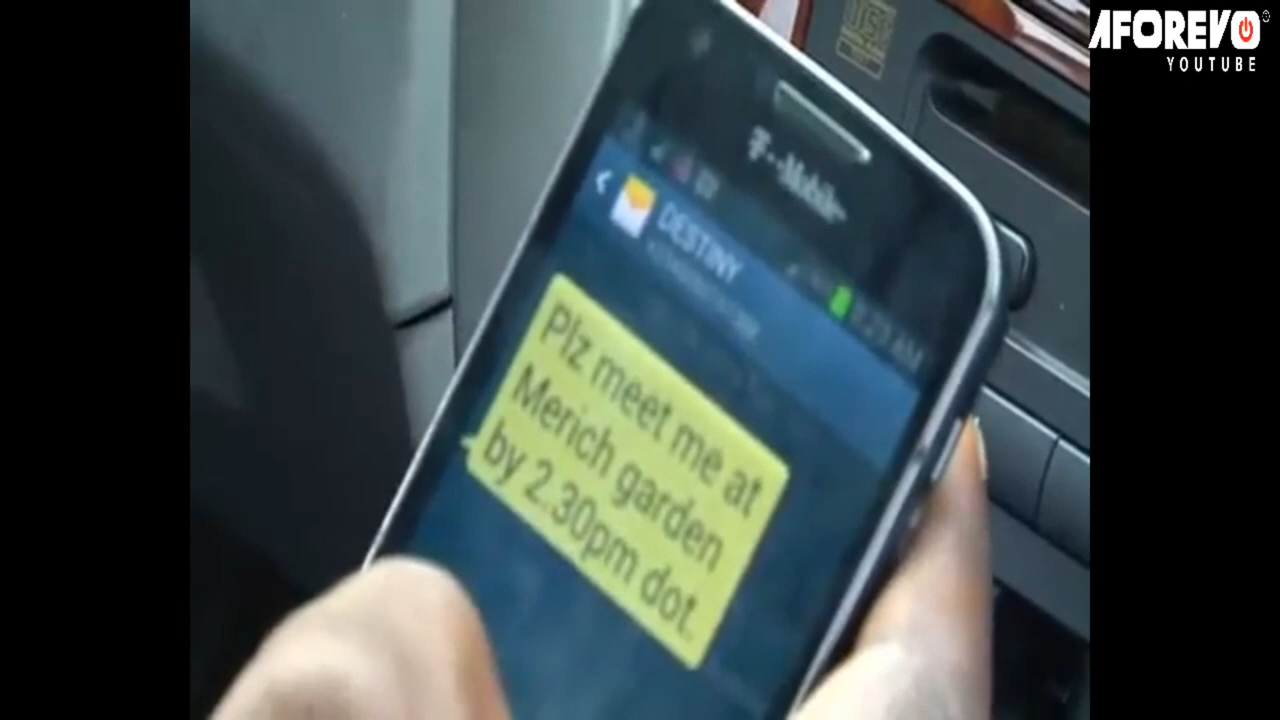 AFOREVO
YOUTUBE
T··Mobile
DESTINY
Plz meet me at
Merich garden
by 2.30pm dot.